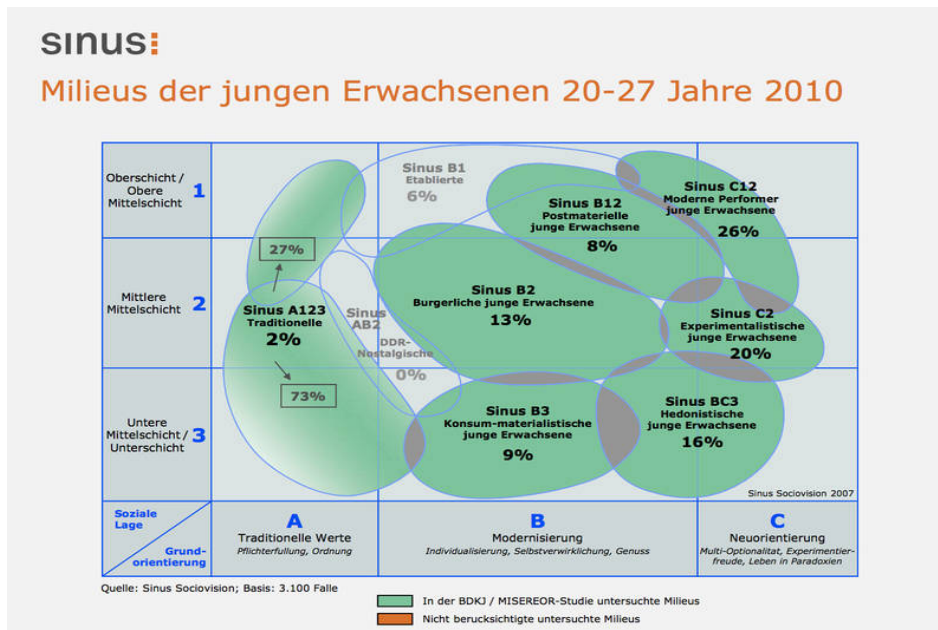 sınus
Milieus der jungen Erwachsenen 20-27 Jahre 2010
Oberschicht /
Obere
Mittelschicht
1
Mittlere
Mittelschicht
2
Untere
Mittelschicht /
Unterschicht
3
27%
Sinus A123
Traditionelle
2%
73%
Sinus B1
Etablierte
6%
Sinus
AB2
DDR-
Nostalgische
0%
Sinus B12
Postmaterielle
junge Erwachsene
8%
Sinus C12
Moderne Performer
junge Erwachsene
26%
Sinus B2
Burgerliche junge Erwachsene
13%
Sinus C2
Experimentalistische
junge Erwachsene
20%
Sinus B3
Konsum-materialistische
junge Erwachsene
9%
Sinus BC3
Hedonistische
junge Erwachsene
16%
Sinus Sociovision 2007
Soziale
Lage
Grund-
orientierung
A
Traditionelle Werte
Pflichterfullung, Ordnung
B
Modernisierung
Individualisierung, Selbstverwirklichung, Genuss
C
Neuorientierung
Multi-Optionalitat, Experimentier-
freude, Leben in Paradoxien
Quelle: Sinus Sociovision; Basis: 3.100 Falle
In der BDKJ / MISEREOR-Studie untersuchte Milieus
Nicht berucksichtigte untersuchte Milieus